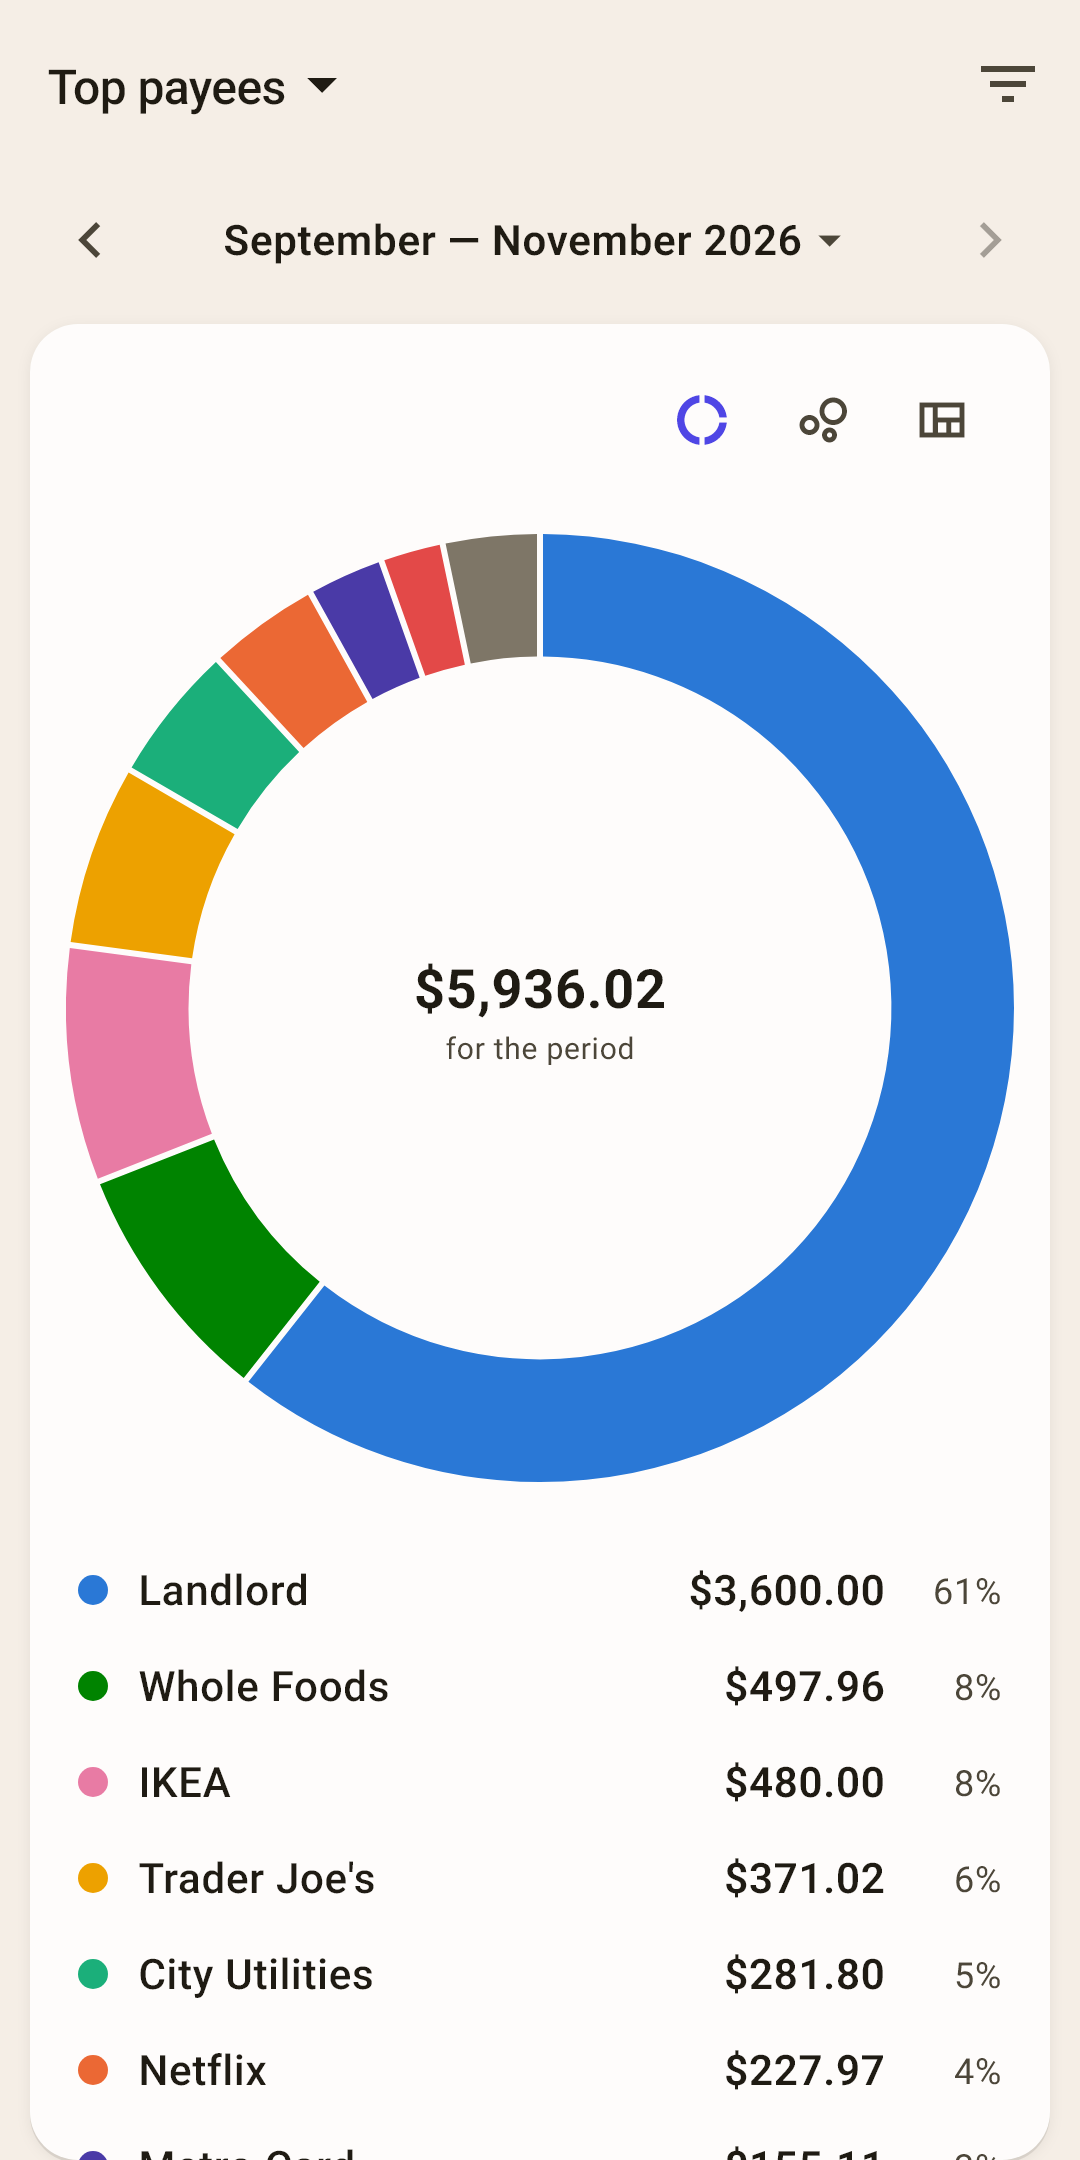 Top payees
September — November 2026
$5,936.02
for the period
Landlord $3,600.00 61%
Whole Foods $497.96 8%
IKEA $480.00 8%
Trader Joe's $371.02 6%
City Utilities $281.80 5%
Netflix $227.97 4%